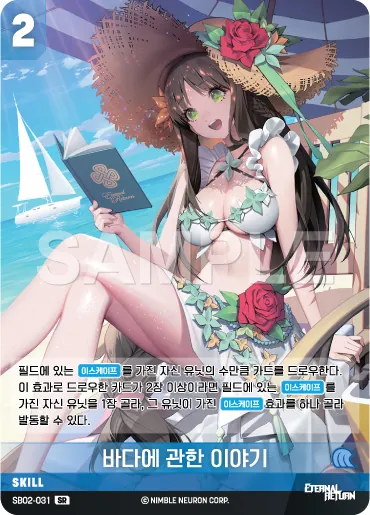 2
Eternal Return
SAMPLE
필드에 있는 이스케이프 를 가진 자신 유닛의 수만큼 카드를 드로우한다.
이 효과로 드로우한 카드가 2장 이상이라면 필드에 있는 이스케이프 를
가진 자신 유닛을 1장 골라, 그 유닛이 가진 이스케이프 효과를 하나 골라
발동할 수 있다.
바다에 관한 이야기
SKILL
SB02-031 SR
© NIMBLE NEURON CORP.
ETERNAL RETURN